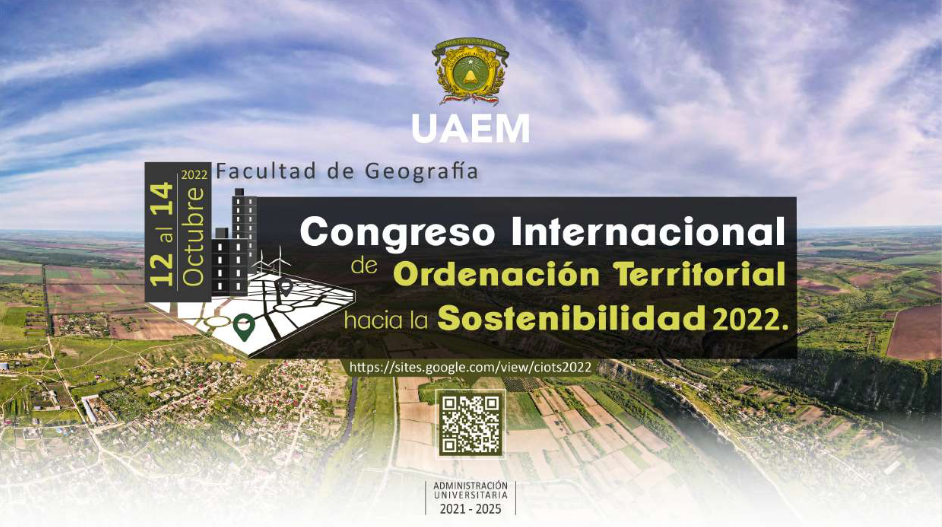 UAEM
Facultad de Geografía
12 al 14
Octubre 2022
Congreso Internacional
de Ordenación Territorial
hacia la Sostenibilidad 2022.
https://sites.google.com/view/ciots2022
ADMINISTRACIÓN
UNIVERSITARIA
2021 - 2025